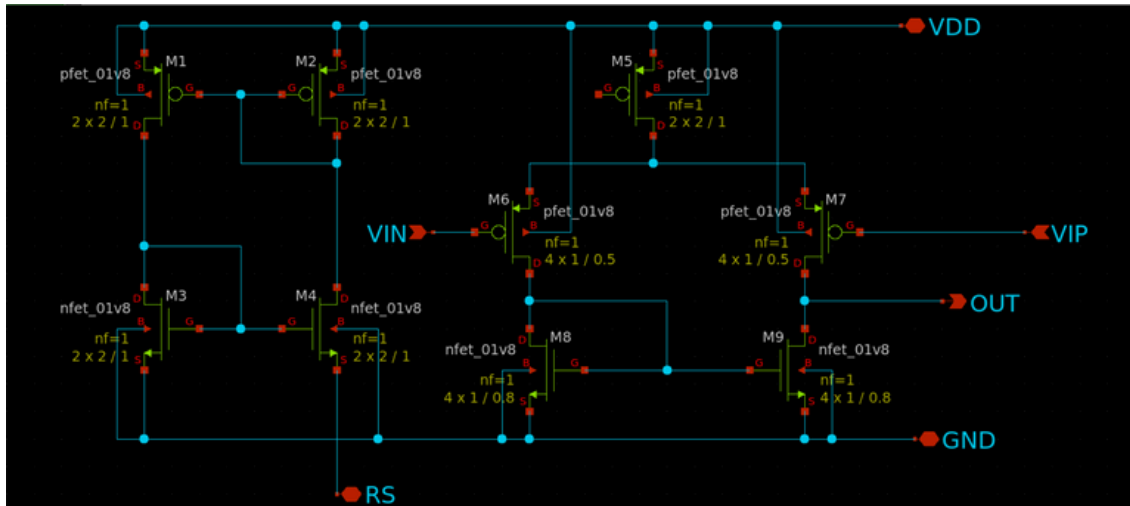 VDD
M1
S
pfet_01v8
B
G
nf=1
2 x 2 / 1
D
M2
S
pfet_01v8
G
B
nf=1
2 x 2 / 1
D
M5
S
pfet_01v8
G
B
nf=1
2 x 2 / 1
D
VIN
M6
S
pfet_01v8
G
B
nf=1
4 x 1 / 0.5
D
M7
S
pfet_01v8
B
G
nf=1
4 x 1 / 0.5
D
VIP
M3
D
nfet_01v8
B
G
nf=1
2 x 2 / 1
S
M4
D
nfet_01v8
G
B
nf=1
2 x 2 / 1
S
OUT
M8
D
nfet_01v8
B
G
nf=1
4 x 1 / 0.8
S
M9
D
nfet_01v8
G
B
nf=1
4 x 1 / 0.8
S
GND
RS